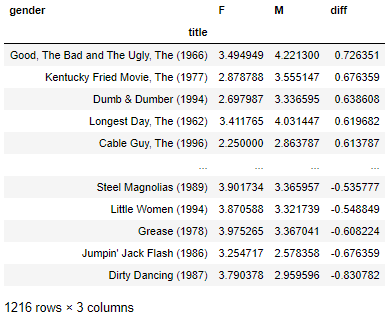 gender F M diff
title
Good, The Bad and The Ugly, The (1966) 3.494949 4.221300 0.726351
Kentucky Fried Movie, The (1977) 2.878788 3.555147 0.676359
Dumb & Dumber (1994) 2.697987 3.336595 0.638608
Longest Day, The (1962) 3.411765 4.031447 0.619682
Cable Guy, The (1996) 2.250000 2.863787 0.613787
... ... ... ...
Steel Magnolias (1989) 3.901734 3.365957 -0.535777
Little Women (1994) 3.870588 3.321739 -0.548849
Grease (1978) 3.975265 3.367041 -0.608224
Jumpin' Jack Flash (1986) 3.254717 2.578358 -0.676359
Dirty Dancing (1987) 3.790378 2.959596 -0.830782
1216 rows × 3 columns